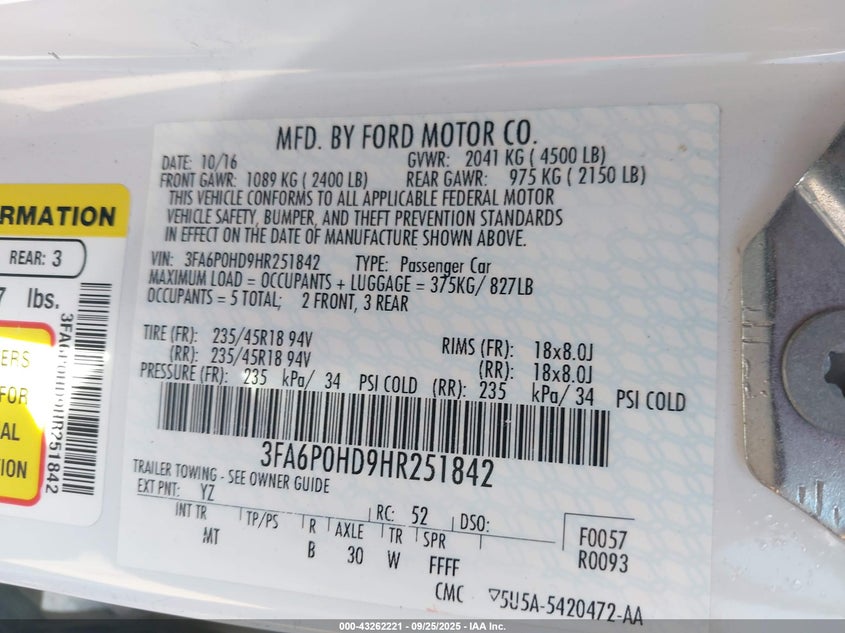 MFD. BY FORD MOTOR CO.
DATE: 10/16 GVWR: 2041 KG ( 4500 LB)
FRONT GAWR: 1089 KG ( 2400 LB) REAR GAWR: 975 KG ( 2150 LB)
THIS VEHICLE CONFORMS TO ALL APPLICABLE FEDERAL MOTOR
VEHICLE SAFETY, BUMPER, AND THEFT PREVENTION STANDARDS
IN EFFECT ON THE DATE OF MANUFACTURE SHOWN ABOVE.
VIN: 3FA6P0HD9HR251842 TYPE: Passenger Car
MAXIMUM LOAD = OCCUPANTS + LUGGAGE = 375KG/ 827LB
OCCUPANTS = 5 TOTAL; 2 FRONT, 3 REAR
TIRE (FR): 235/45R18 94V RIMS (FR): 18x8.0J
(RR): 235/45R18 94V (RR): 18x8.0J
PRESSURE (FR): 235 kPa/ 34 PSI COLD (RR): 235 kPa/ 34 PSI COLD
3FA6P0HD9HR251842
TRAILER TOWING - SEE OWNER GUIDE
EXT PNT: YZ RC: 52 DSO:
INT TR TP/PS R AXLE TR SPR
MT B 30 W FFFF
F0057
R0093
CMC 5U5A-5420472-AA
RMATION
REAR: 3
7 lbs.
ERS
FOR
AL
ION
3FA6P0HD9HR251842
000-43262221 - 09/25/2025 - IAA, Inc.